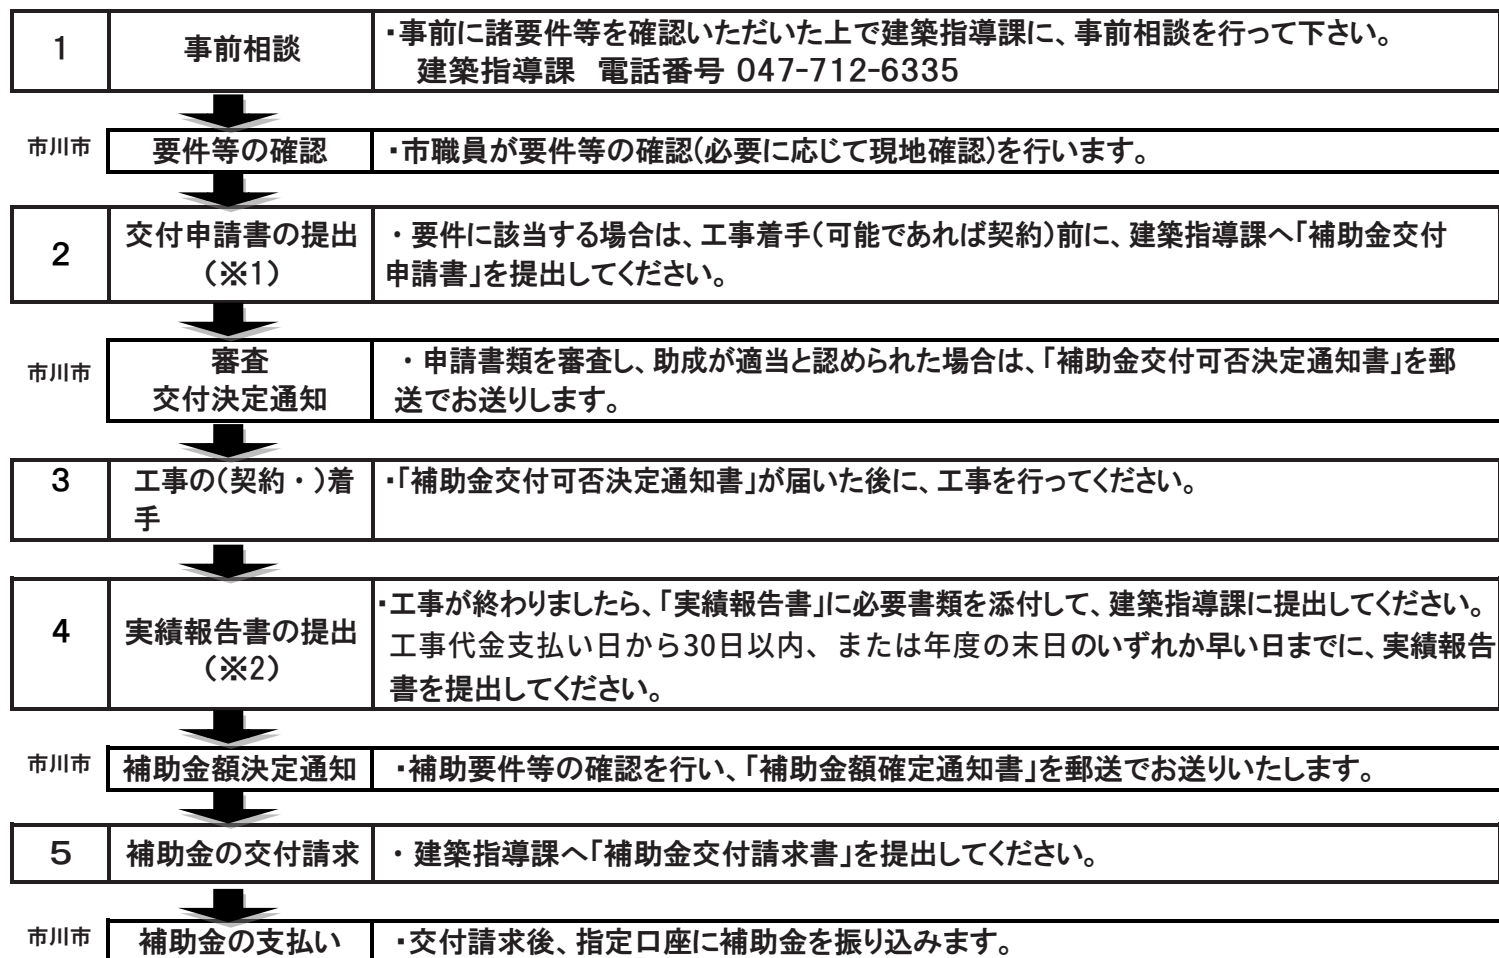 1
事前相談
・事前に諸要件等を確認いただいた上で建築指導課に、事前相談を行って下さい。
建築指導課　電話番号 047-712-6335
市川市
要件等の確認
・市職員が要件等の確認(必要に応じて現地確認)を行います。
2
交付申請書の提出
（※1）
・要件に該当する場合は、工事着手（可能であれば契約）前に、建築指導課へ「補助金交付
申請書」を提出してください。
市川市
審査
交付決定通知
・申請書類を審査し、助成が適当と認められた場合は、「補助金交付可否決定通知書」を郵
送でお送りします。
3
工事の（契約・）着
手
・「補助金交付可否決定通知書」が届いた後に、工事を行ってください。
4
実績報告書の提出
（※2）
・工事が終わりましたら、「実績報告書」に必要書類を添付して、建築指導課に提出してください。
工事代金支払い日から30日以内、または年度の末日のいずれか早い日までに、実績報告
書を提出してください。
市川市
補助金額決定通知
・補助要件等の確認を行い、「補助金額確定通知書」を郵送でお送りいたします。
5
補助金の交付請求
・建築指導課へ「補助金交付請求書」を提出してください。
市川市
補助金の支払い
・交付請求後、指定口座に補助金を振り込みます。